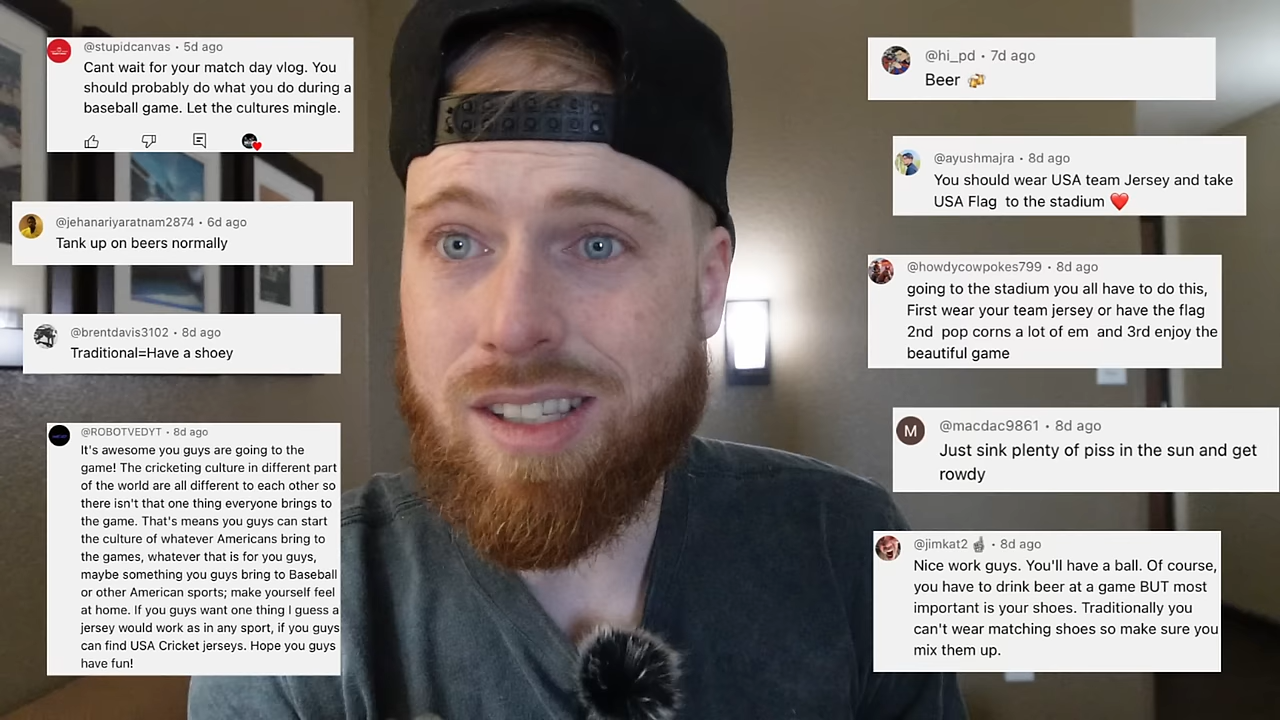 @stupidcanvas • 5d ago
Cant wait for your match day vlog. You
should probably do what you do during a
baseball game. Let the cultures mingle.
@jehanariyaratnam2874 • 6d ago
Tank up on beers normally
@brentdavis3102 • 8d ago
Traditional=Have a shoey
@ROBOTVEDYT • 8d ago
It's awesome you guys are going to the
game! The cricketing culture in different part
of the world are all different to each other so
there isn't that one thing everyone brings to
the game. That's means you guys can start
the culture of whatever Americans bring to
the games, whatever that is for you guys,
maybe something you guys bring to Baseball
or other American sports; make yourself feel
at home. If you guys want one thing I guess a
jersey would work as in any sport, if you guys
can find USA Cricket jerseys. Hope you guys
have fun!
@hi_pd • 7d ago
Beer 🍻
@ayushmajra • 8d ago
You should wear USA team Jersey and take
USA Flag to the stadium ❤️
@howdycowpokes799 • 8d ago
going to the stadium you all have to do this,
First wear your team jersey or have the flag
2nd pop corns a lot of em and 3rd enjoy the
beautiful game
M
@macdac9861 • 8d ago
Just sink plenty of piss in the sun and get
rowdy
@jimkat2 ☝️ • 8d ago
Nice work guys. You'll have a ball. Of course,
you have to drink beer at a game BUT most
important is your shoes. Traditionally you
can't wear matching shoes so make sure you
mix them up.